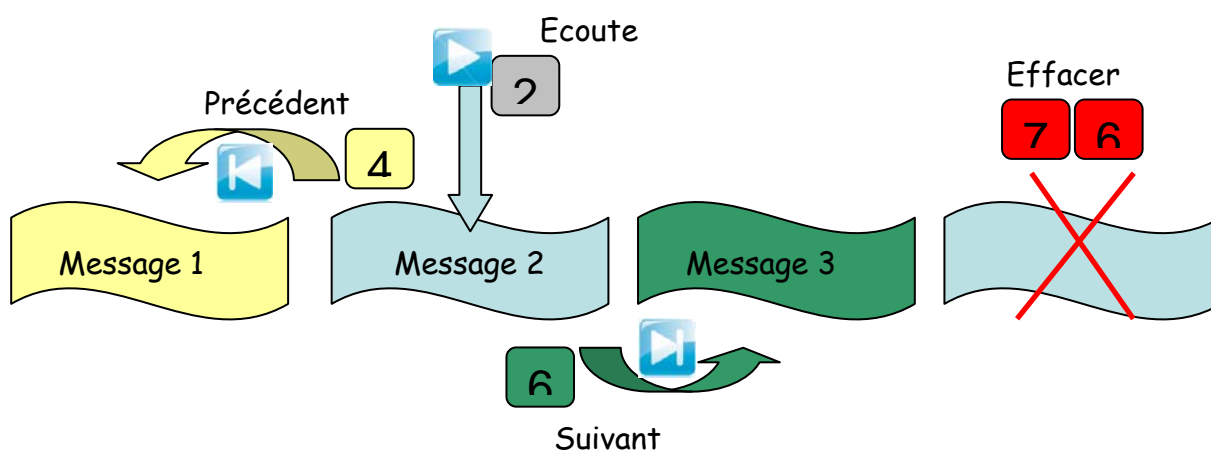 Ecoute
2
Précédent
4
Effacer
7 6
Message 1
Message 2
Message 3
6
Suivant